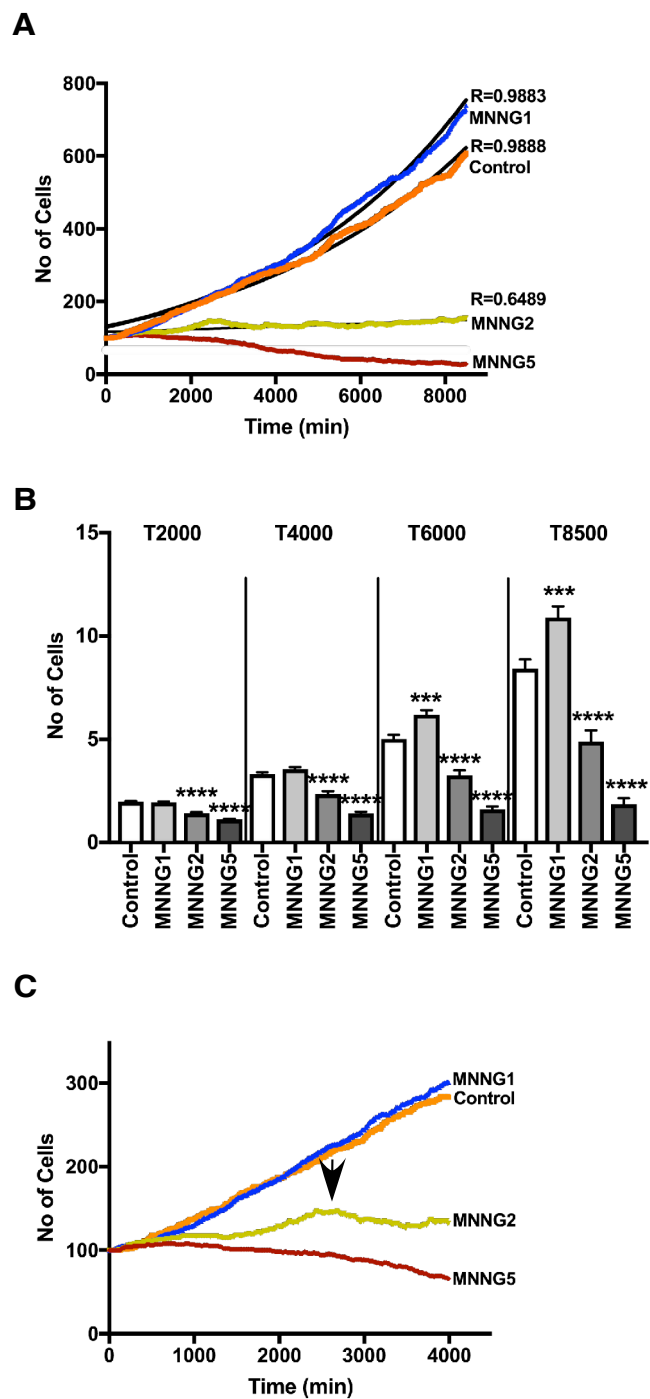 A
800
600
400
200
0
No of Cells
R=0.9883
MNNG1
R=0.9888
Control
R=0.6489
MNNG2
MNNG5
0 2000 4000 6000 8000
Time (min)
B
15
10
5
0
No of Cells
T2000 T4000 T6000 T8500
**** **** **** **** *** **** **** *** **** ****
Control MNNG1 MNNG2 MNNG5 Control MNNG1 MNNG2 MNNG5 Control MNNG1 MNNG2 MNNG5 Control MNNG1 MNNG2 MNNG5
C
300
200
100
0
No of Cells
MNNG1
Control
MNNG2
MNNG5
0 1000 2000 3000 4000
Time (min)